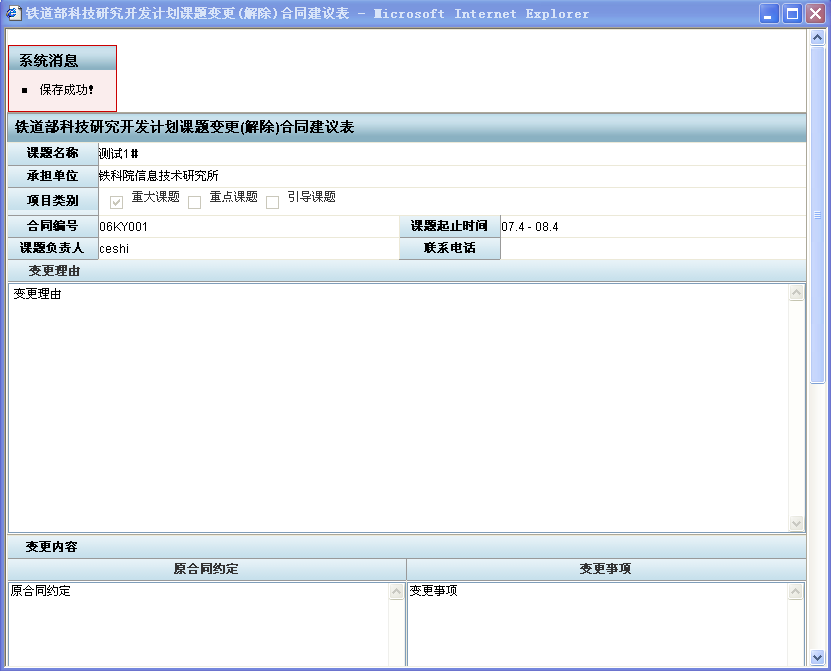 铁道部科技研究开发计划课题变更(解除)合同建议表 - Microsoft Internet Explorer
系统消息
保存成功!
铁道部科技研究开发计划课题变更(解除)合同建议表
课题名称 测试1#
承担单位 铁科院信息技术研究所
项目类别 重大课题 重点课题 引导课题
合同编号 06KY001 课题起止时间 07.4 - 08.4
课题负责人 ceshi 联系电话
变更理由
变更理由
变更内容
原合同约定 变更事项
原合同约定 变更事项